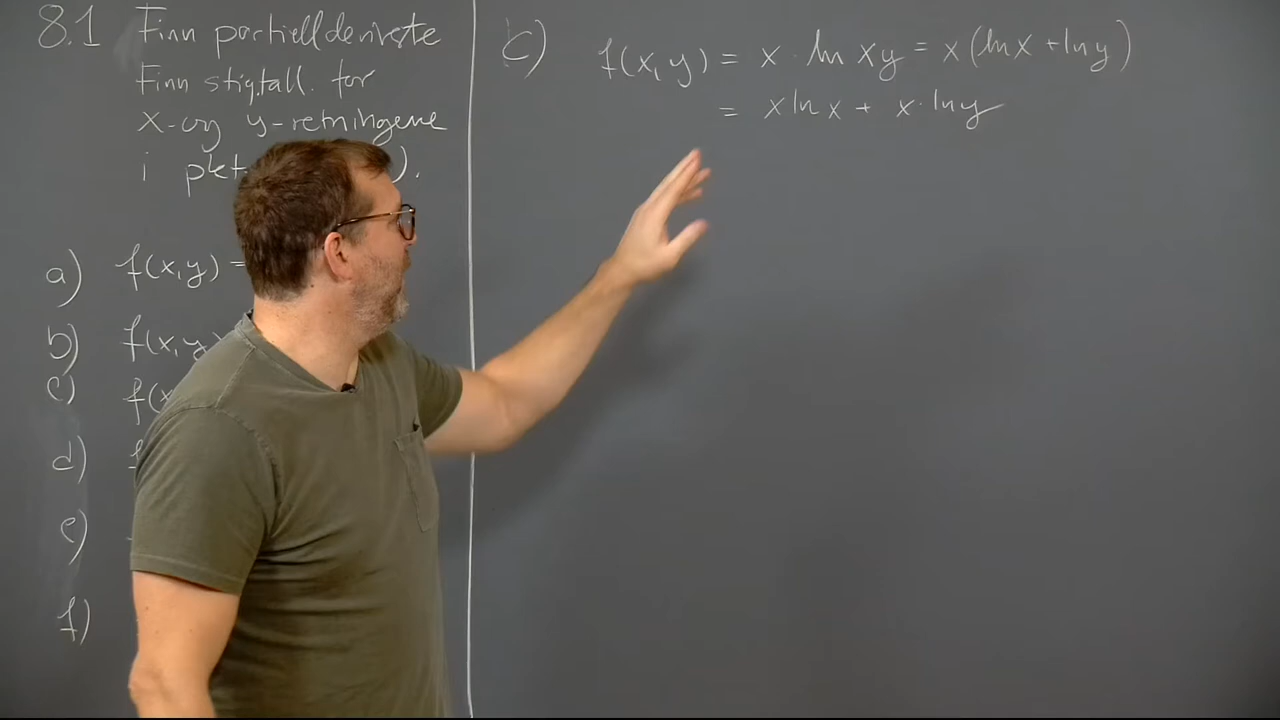 8.1 Finn partiellderiverte
Finn stigtall for
x- og y-retningene
i pkt. ).
a) f(x,y) =
b) f(x,y)
c) f(x
d) f
e)
f)
c) f(x,y) = x · ln xy = x(ln x + ln y)
= x ln x + x · ln y